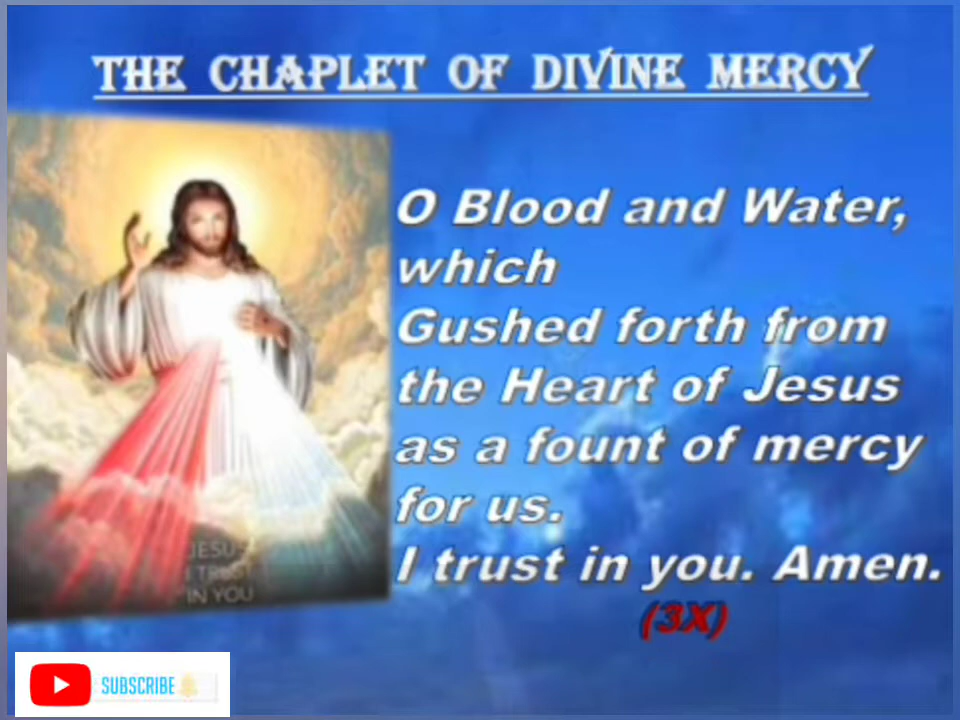 THE CHAPLET OF DIVINE MERCY
O Blood and Water,
which
Gushed forth from
the Heart of Jesus
as a fount of mercy
for us.
I trust in you. Amen.
(3X)
JESUS
I TRUST
IN YOU
SUBSCRIBE